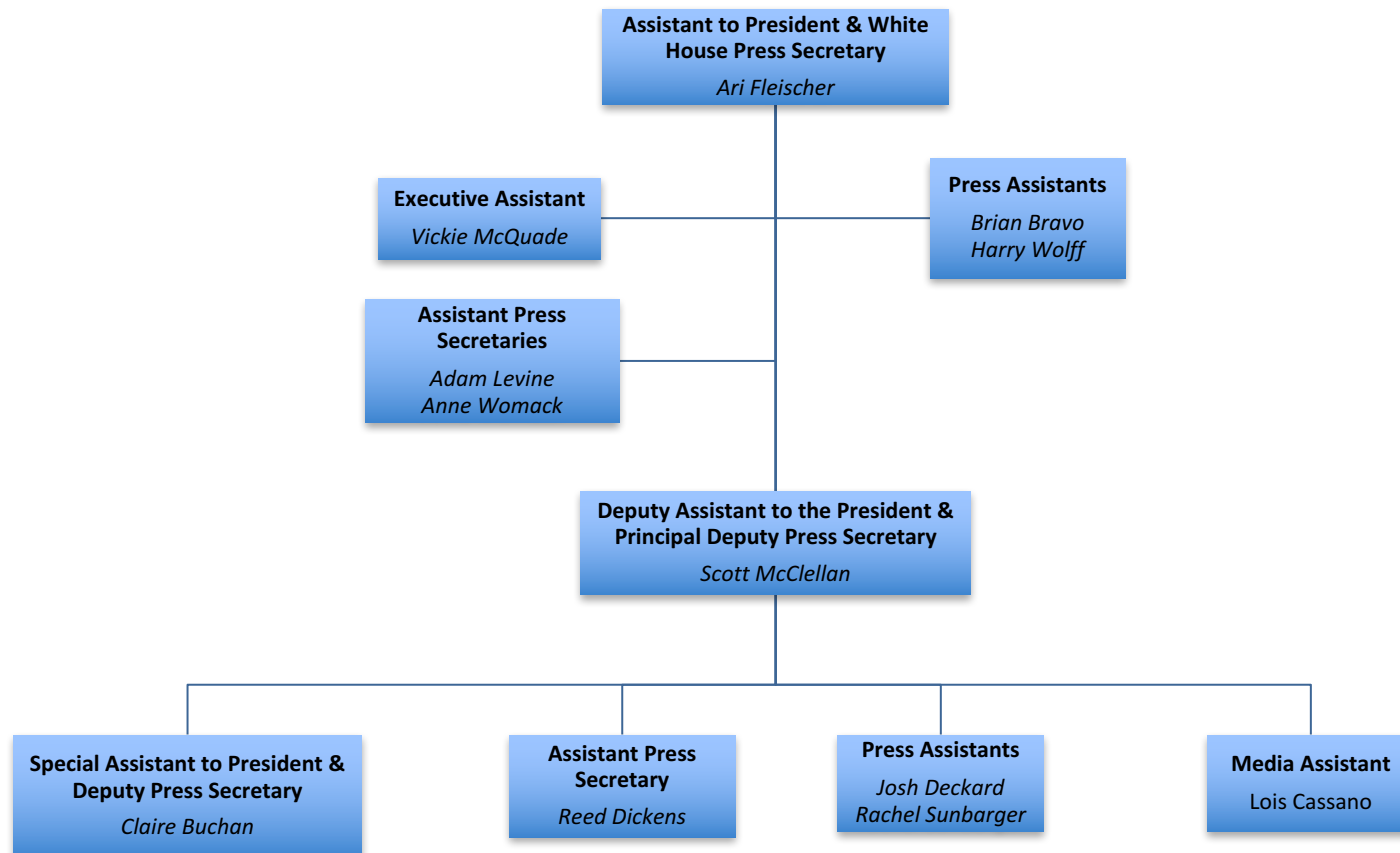 Assistant to President & White
House Press Secretary
Ari Fleischer
Executive Assistant
Vickie McQuade
Press Assistants
Brian Bravo
Harry Wolff
Assistant Press
Secretaries
Adam Levine
Anne Womack
Deputy Assistant to the President &
Principal Deputy Press Secretary
Scott McClellan
Special Assistant to President &
Deputy Press Secretary
Claire Buchan
Assistant Press
Secretary
Reed Dickens
Press Assistants
Josh Deckard
Rachel Sunbarger
Media Assistant
Lois Cassano